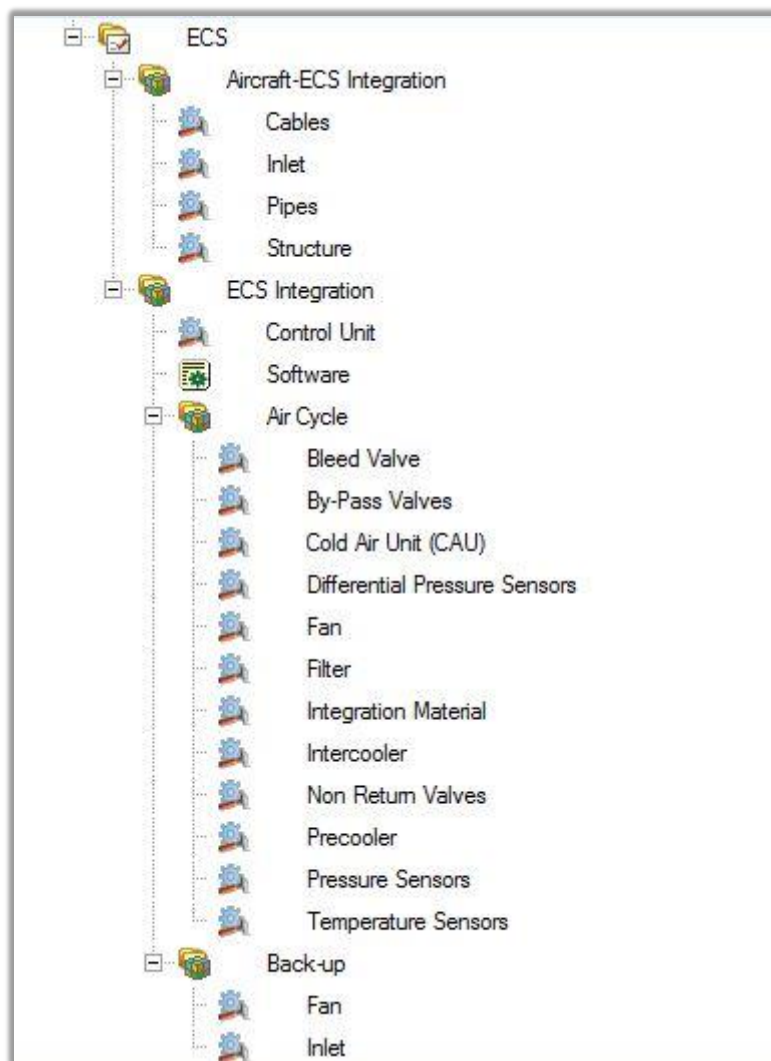 ECS
Aircraft-ECS Integration
Cables
Inlet
Pipes
Structure
ECS Integration
Control Unit
Software
Air Cycle
Bleed Valve
By-Pass Valves
Cold Air Unit (CAU)
Differential Pressure Sensors
Fan
Filter
Integration Material
Intercooler
Non Return Valves
Precooler
Pressure Sensors
Temperature Sensors
Back-up
Fan
Inlet